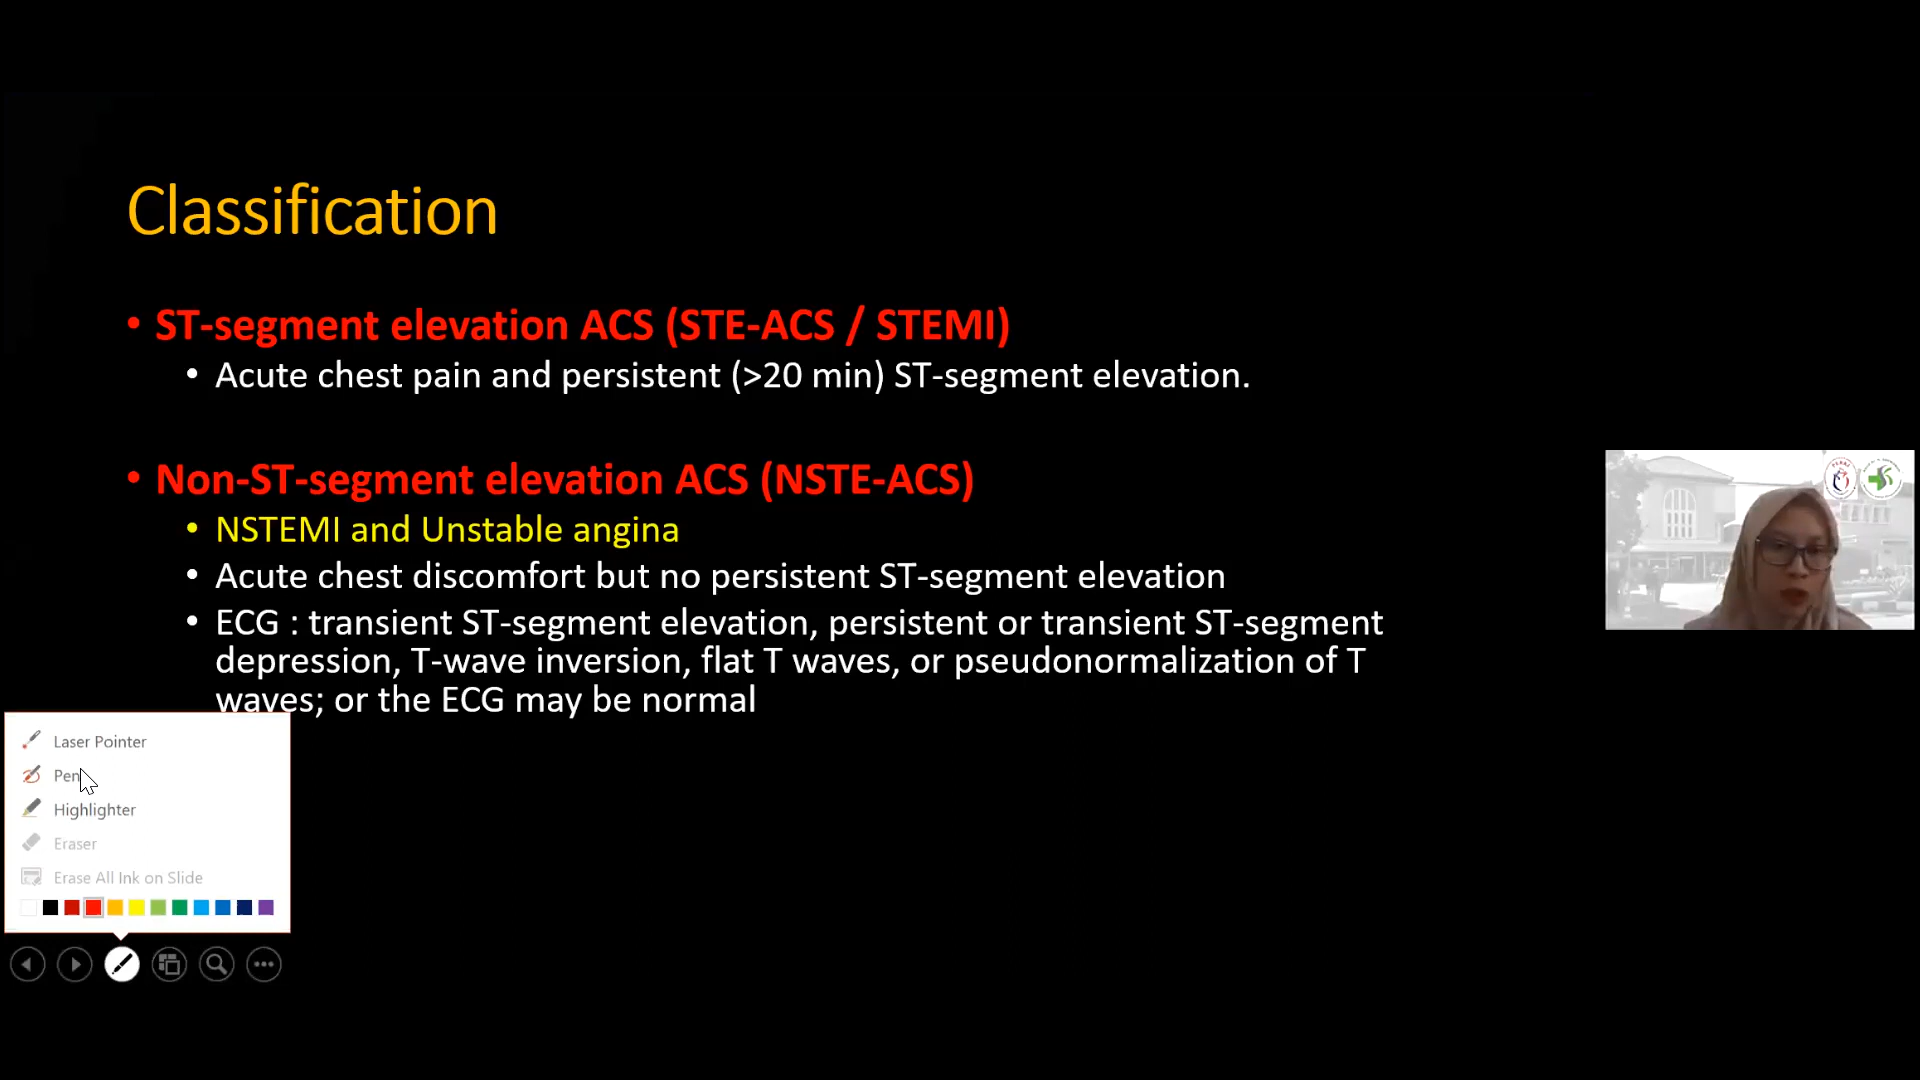 Classification
• ST-segment elevation ACS (STE-ACS / STEMI)
• Acute chest pain and persistent (>20 min) ST-segment elevation.
• Non-ST-segment elevation ACS (NSTE-ACS)
• NSTEMI and Unstable angina
• Acute chest discomfort but no persistent ST-segment elevation
• ECG : transient ST-segment elevation, persistent or transient ST-segment
depression, T-wave inversion, flat T waves, or pseudonormalization of T
waves; or the ECG may be normal
Laser Pointer
Pen
Highlighter
Eraser
Erase All Ink on Slide